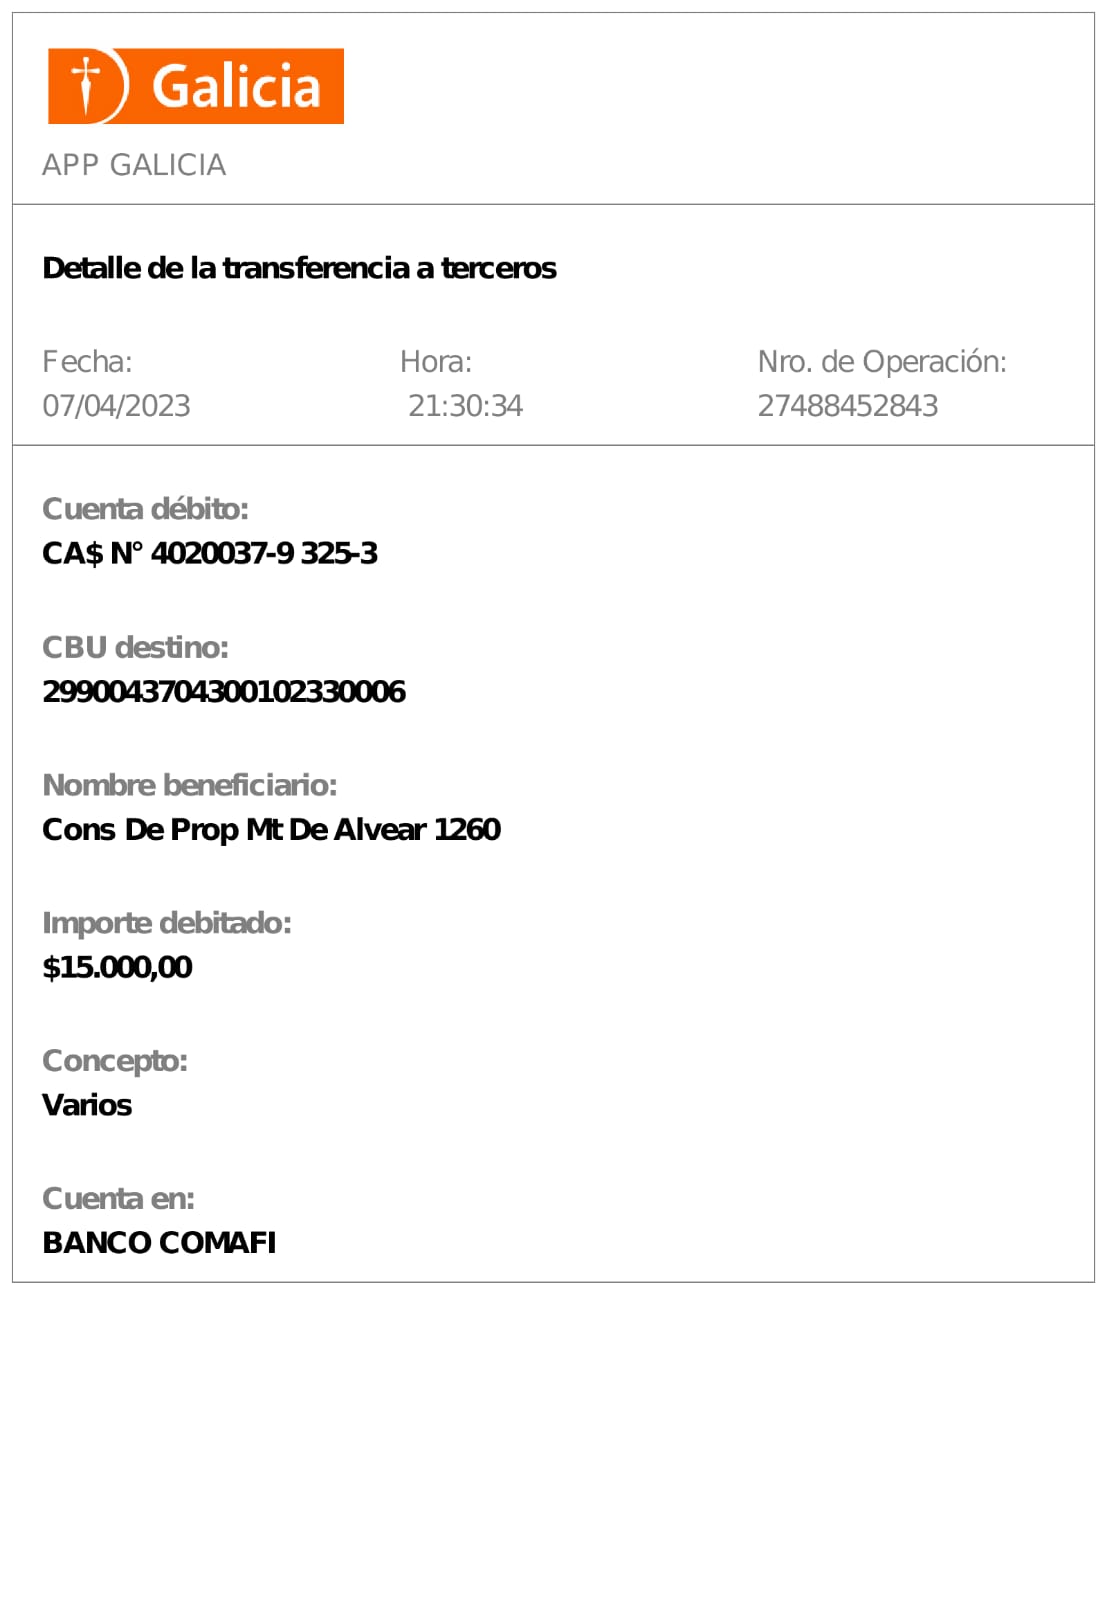 Galicia
APP GALICIA
Detalle de la transferencia a terceros
Fecha: Hora: Nro. de Operación:
07/04/2023 21:30:34 27488452843
Cuenta débito:
CA$ N° 4020037-9 325-3
CBU destino:
2990043704300102330006
Nombre beneficiario:
Cons De Prop Mt De Alvear 1260
Importe debitado:
$15.000,00
Concepto:
Varios
Cuenta en:
BANCO COMAFI